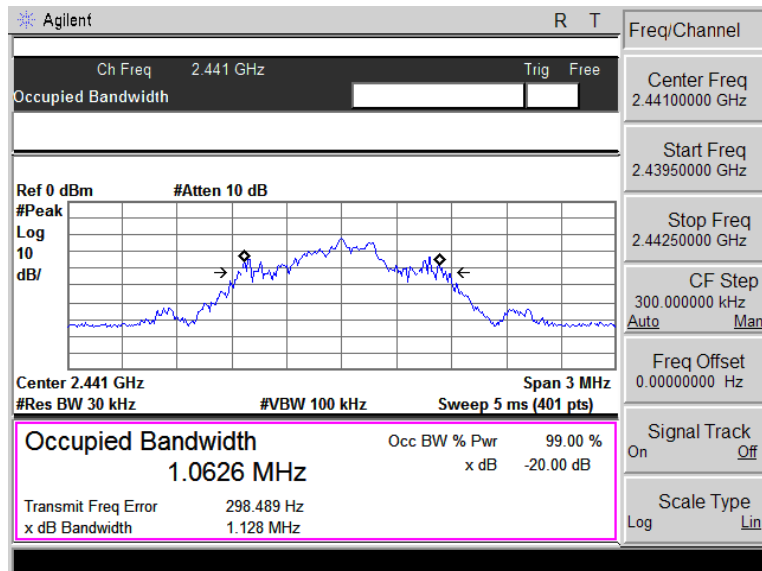 Agilent R T
Ch Freq 2.441 GHz Trig Free
Occupied Bandwidth
Ref 0 dBm #Atten 10 dB
#Peak
Log
10
dB/
Center 2.441 GHz Span 3 MHz
#Res BW 30 kHz #VBW 100 kHz Sweep 5 ms (401 pts)
Occupied Bandwidth Occ BW % Pwr 99.00 %
1.0626 MHz x dB -20.00 dB
Transmit Freq Error 298.489 Hz
x dB Bandwidth 1.128 MHz
Freq/Channel
Center Freq
2.44100000 GHz
Start Freq
2.43950000 GHz
Stop Freq
2.44250000 GHz
CF Step
300.000000 kHz
Auto Man
Freq Offset
0.00000000 Hz
Signal Track
On Off
Scale Type
Log Lin